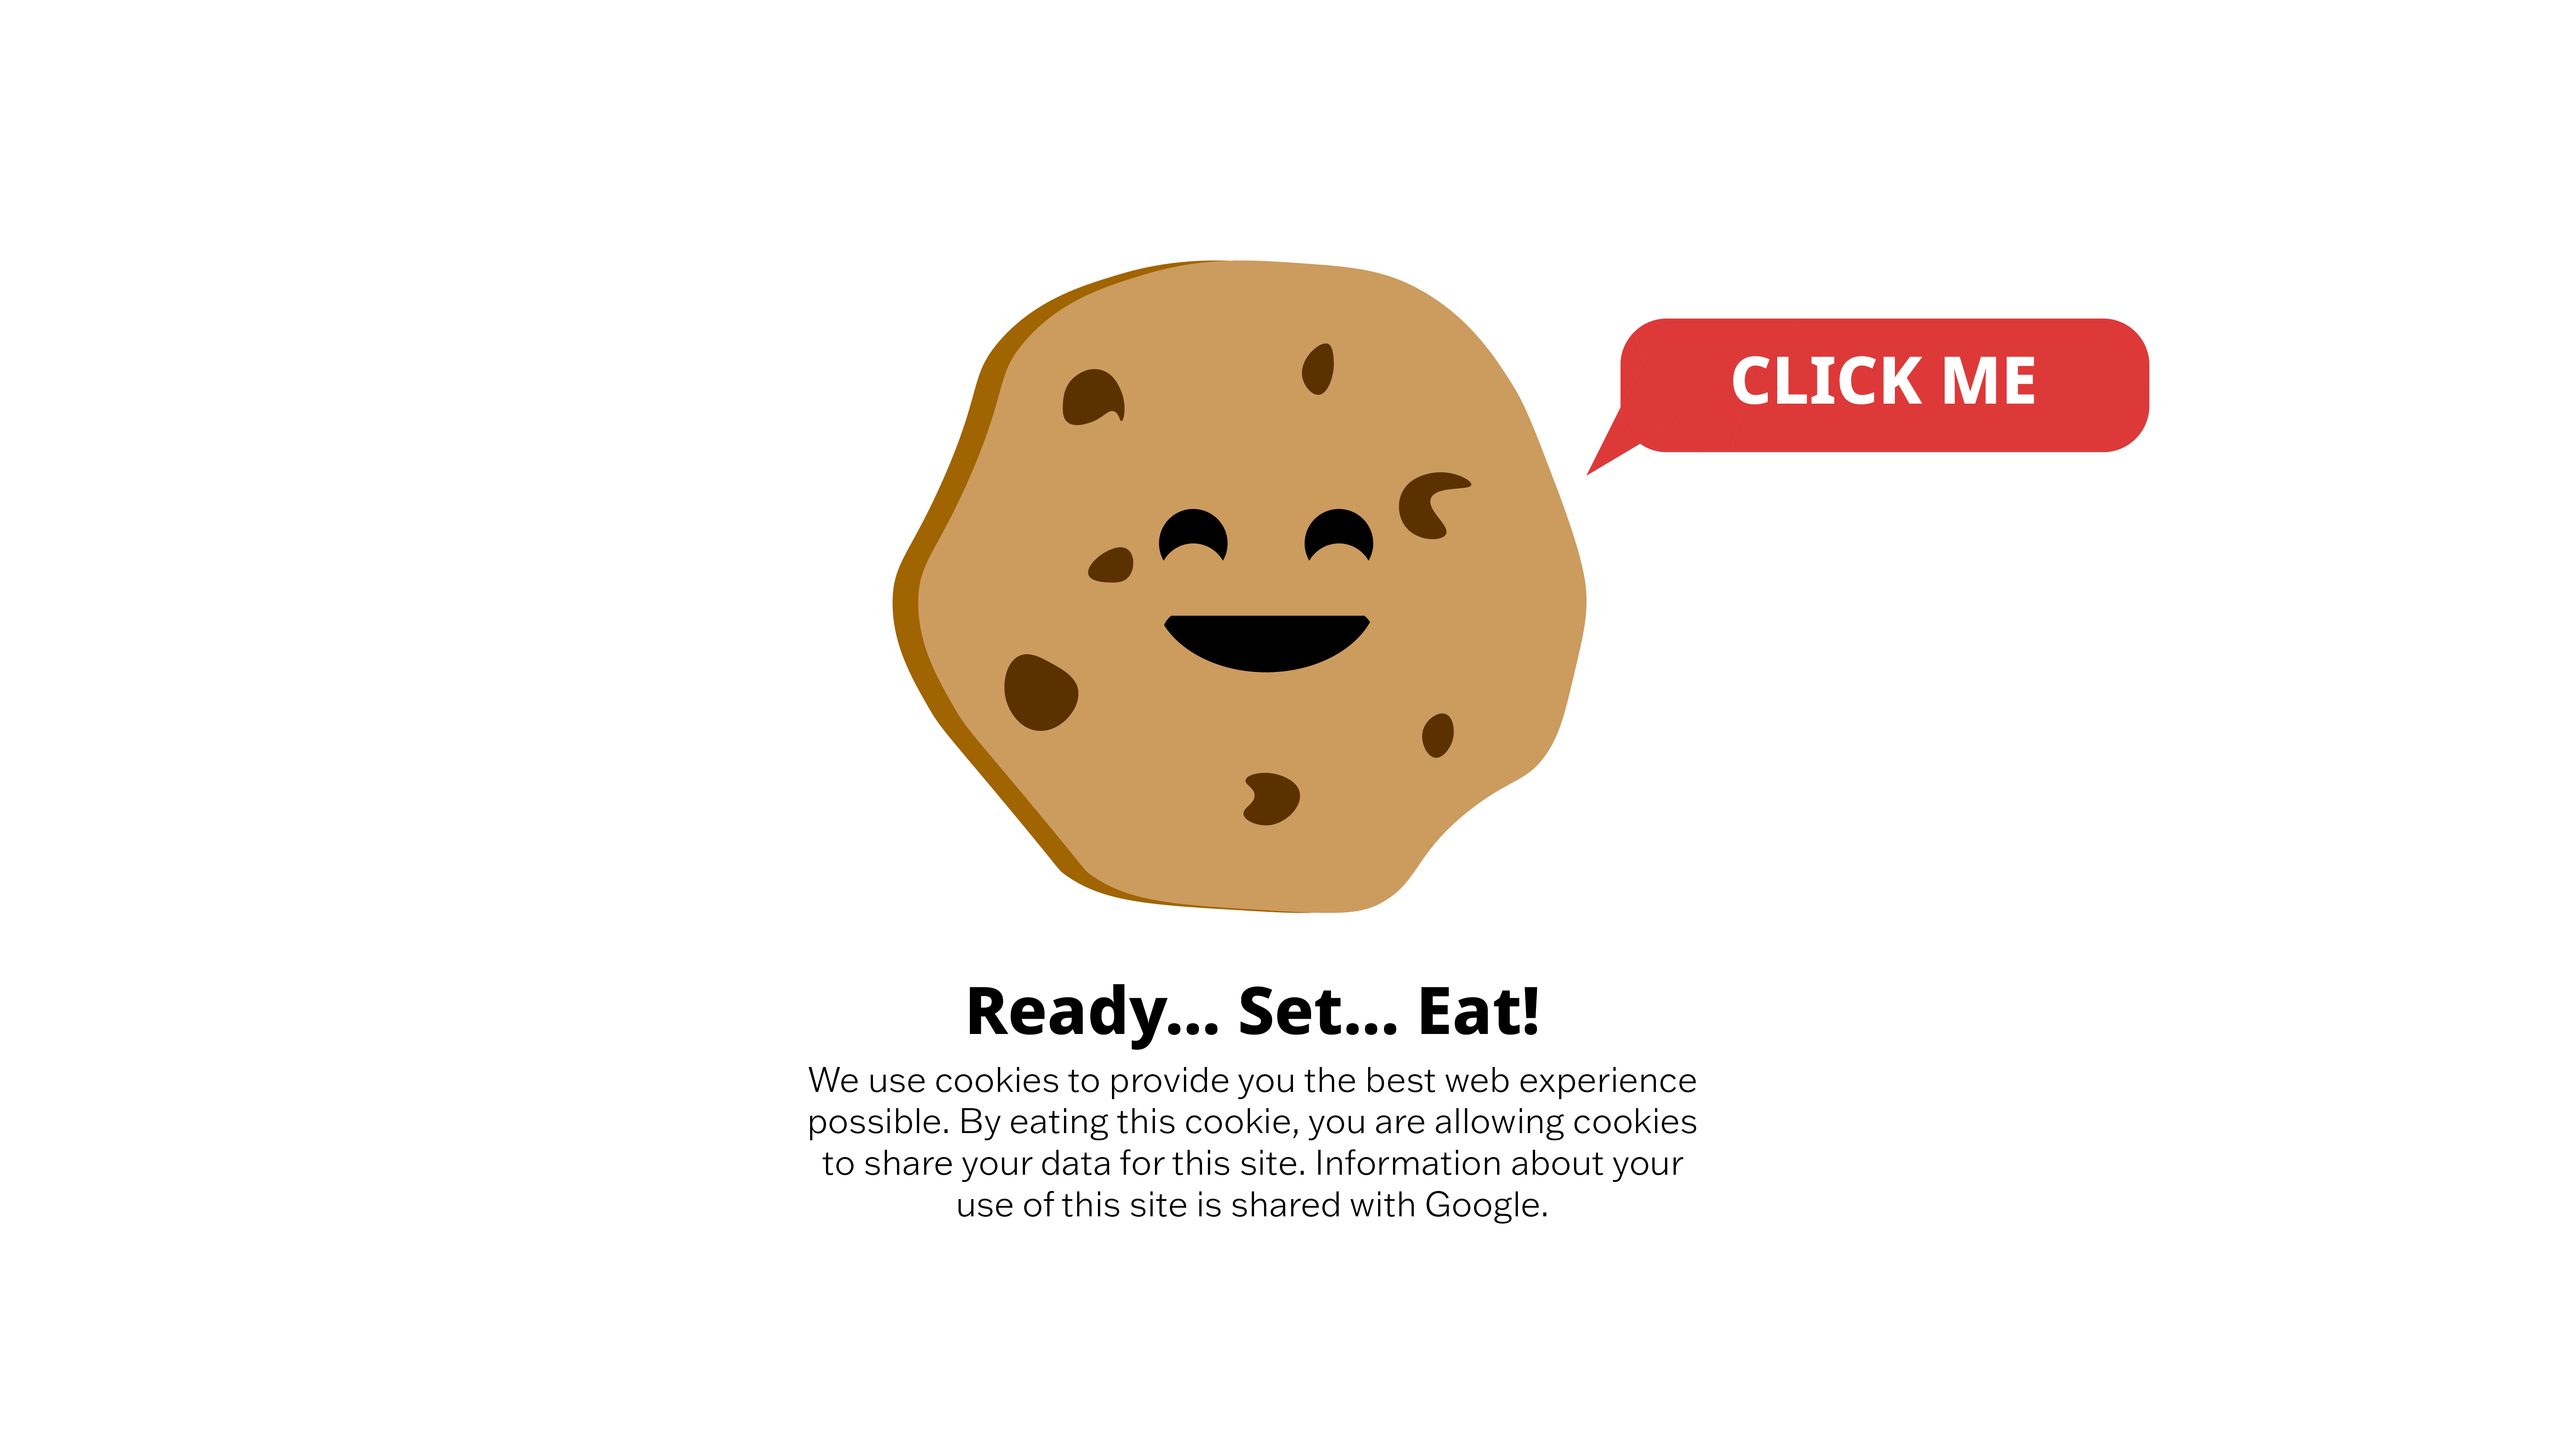 CLICK ME
Ready... Set... Eat!
We use cookies to provide you the best web experience
possible. By eating this cookie, you are allowing cookies
to share your data for this site. Information about your
use of this site is shared with Google.